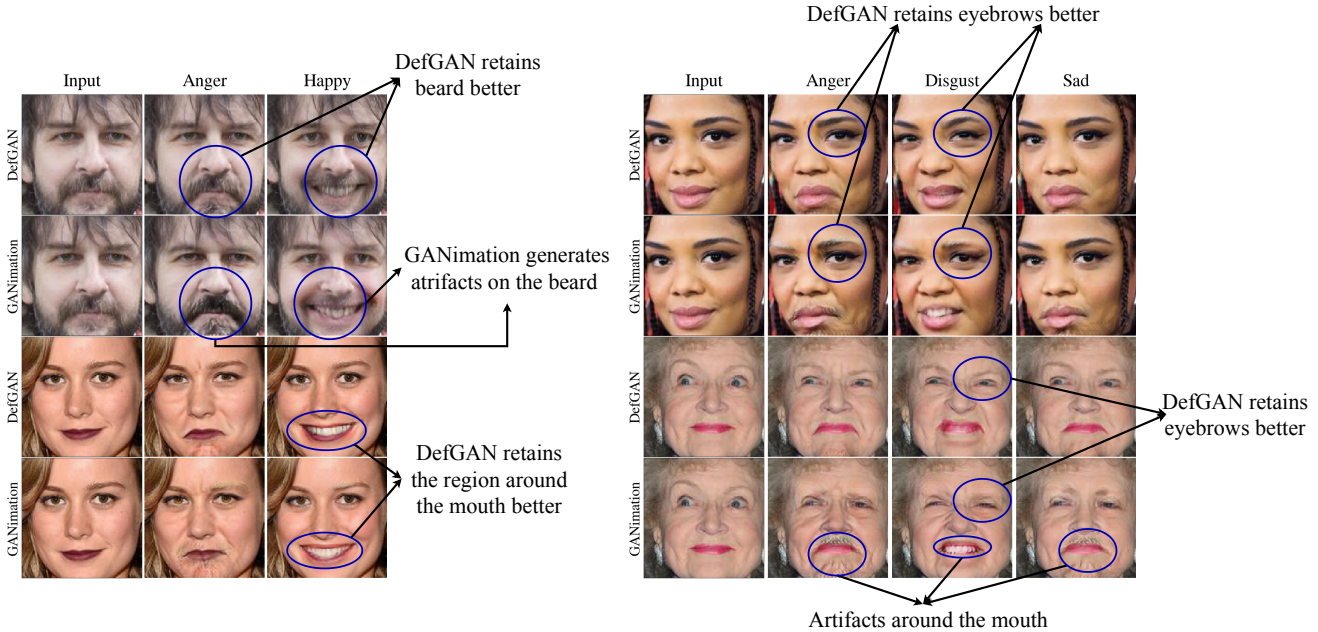 DefGAN retains eyebrows better
DefGAN retains
beard better
Input Anger Happy
Input Anger Disgust Sad
DefGAN
GANimation
DefGAN
GANimation
GANimation generates
atrifacts on the beard
DefGAN retains
the region around
the mouth better
DefGAN
GANimation
DefGAN
GANimation
DefGAN retains
eyebrows better
Artifacts around the mouth